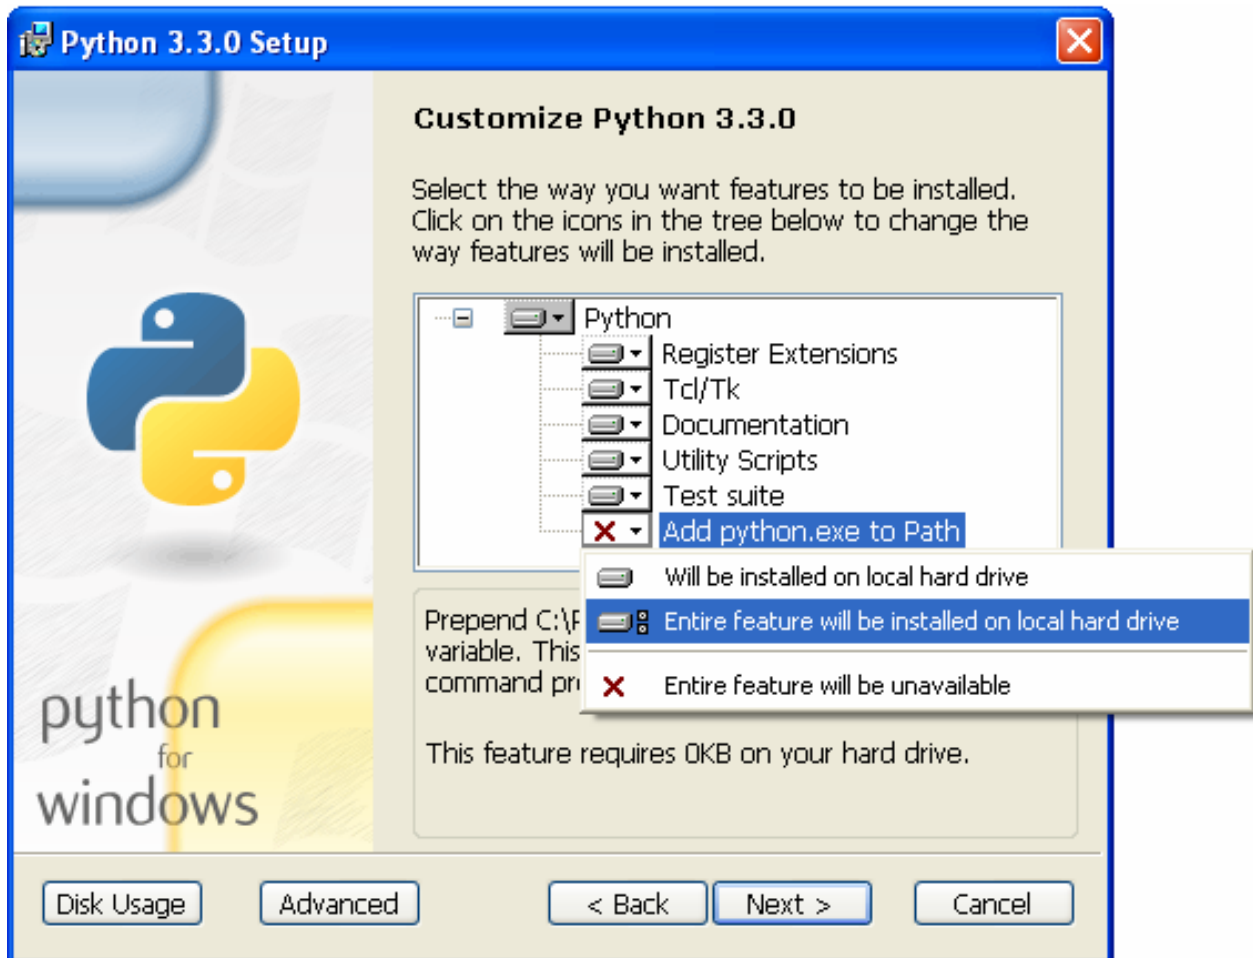 Python 3.3.0 Setup
Customize Python 3.3.0
Select the way you want features to be installed.
Click on the icons in the tree below to change the
way features will be installed.
Python
Register Extensions
Tcl/Tk
Documentation
Utility Scripts
Test suite
Add python.exe to Path
Will be installed on local hard drive
Entire feature will be installed on local hard drive
Entire feature will be unavailable
Prepend
variable. This
command
This feature requires 0KB on your hard drive.
python
for
windows
Disk Usage
Advanced
< Back
Next >
Cancel